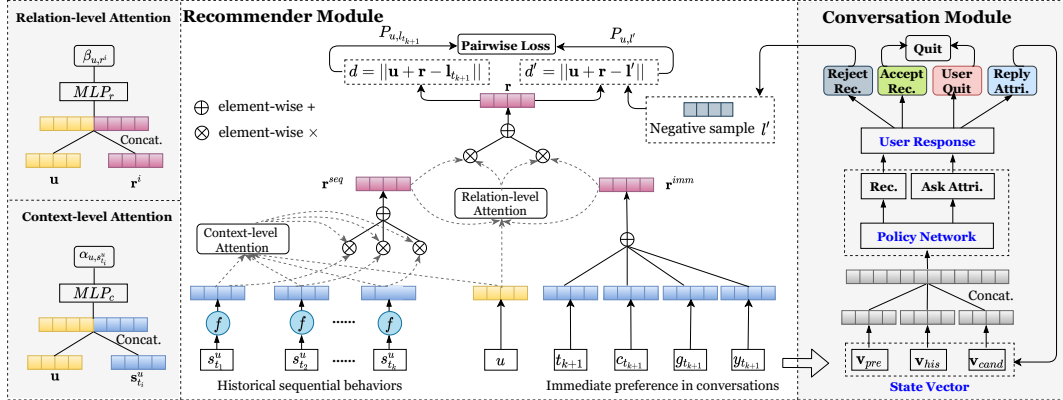 Relation-level Attention
β_{u,r^i}
MLP_r
Concat.
u
r^i
Context-level Attention
α_{u,s^u_{t_i}}
MLP_c
Concat.
u
s^u_{t_i}
Recommender Module
P_{u,l_{t_{k+1}}}
Pairwise Loss
P_{u,l'}
d = ||u + r − l_{t_{k+1}}||
d' = ||u + r − l'||
r
⊕ element-wise +
⊗ element-wise ×
Negative sample l'
r^{seq}
Relation-level
Attention
r^{imm}
Context-level
Attention
f
f
......
f
s^u_{t_1}
s^u_{t_2}
......
s^u_{t_k}
u
t_{k+1}
c_{t_{k+1}}
g_{t_{k+1}}
y_{t_{k+1}}
Historical sequential behaviors
Immediate preference in conversations
Conversation Module
Quit
Reject
Rec.
Accept
Rec.
User
Quit
Reply
Attri.
User Response
Rec.
Ask Attri.
Policy Network
Concat.
v_{pre}
v_{his}
v_{cand}
State Vector